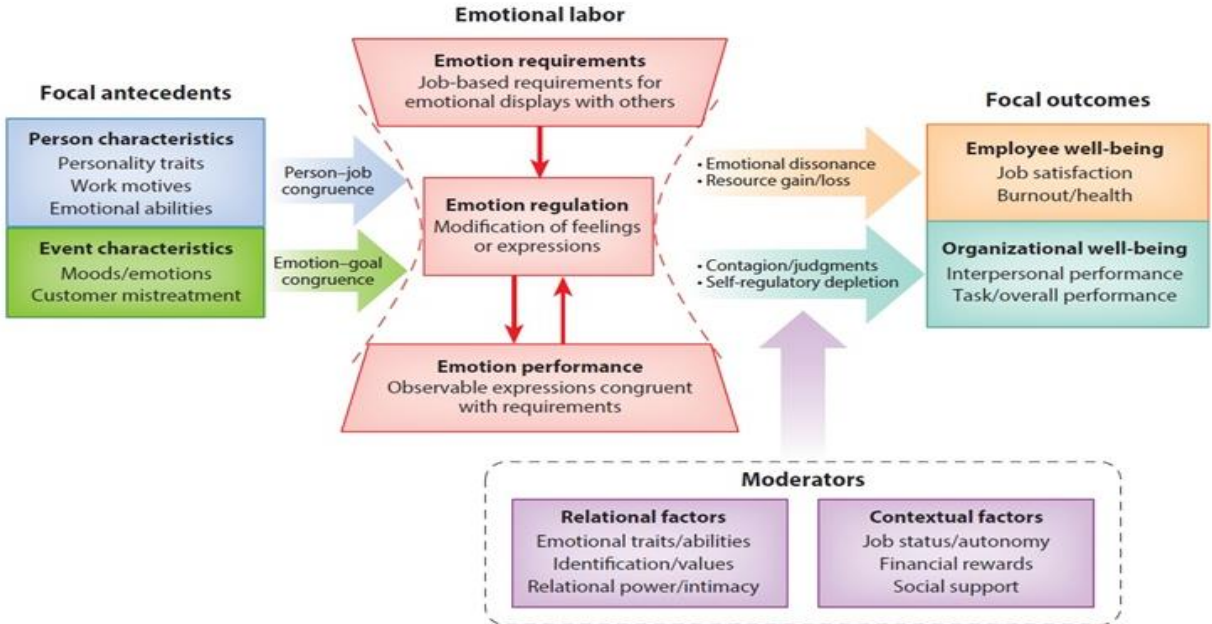 Emotional labor
Emotion requirements
Job-based requirements for
emotional displays with others
Focal antecedents
Person characteristics
Personality traits
Work motives
Emotional abilities
Event characteristics
Moods/emotions
Customer mistreatment
Person–job
congruence
Emotion–goal
congruence
Emotion regulation
Modification of feelings
or expressions
Emotion performance
Observable expressions congruent
with requirements
• Emotional dissonance
• Resource gain/loss
• Contagion/judgments
• Self-regulatory depletion
Focal outcomes
Employee well-being
Job satisfaction
Burnout/health
Organizational well-being
Interpersonal performance
Task/overall performance
Moderators
Relational factors
Emotional traits/abilities
Identification/values
Relational power/intimacy
Contextual factors
Job status/autonomy
Financial rewards
Social support